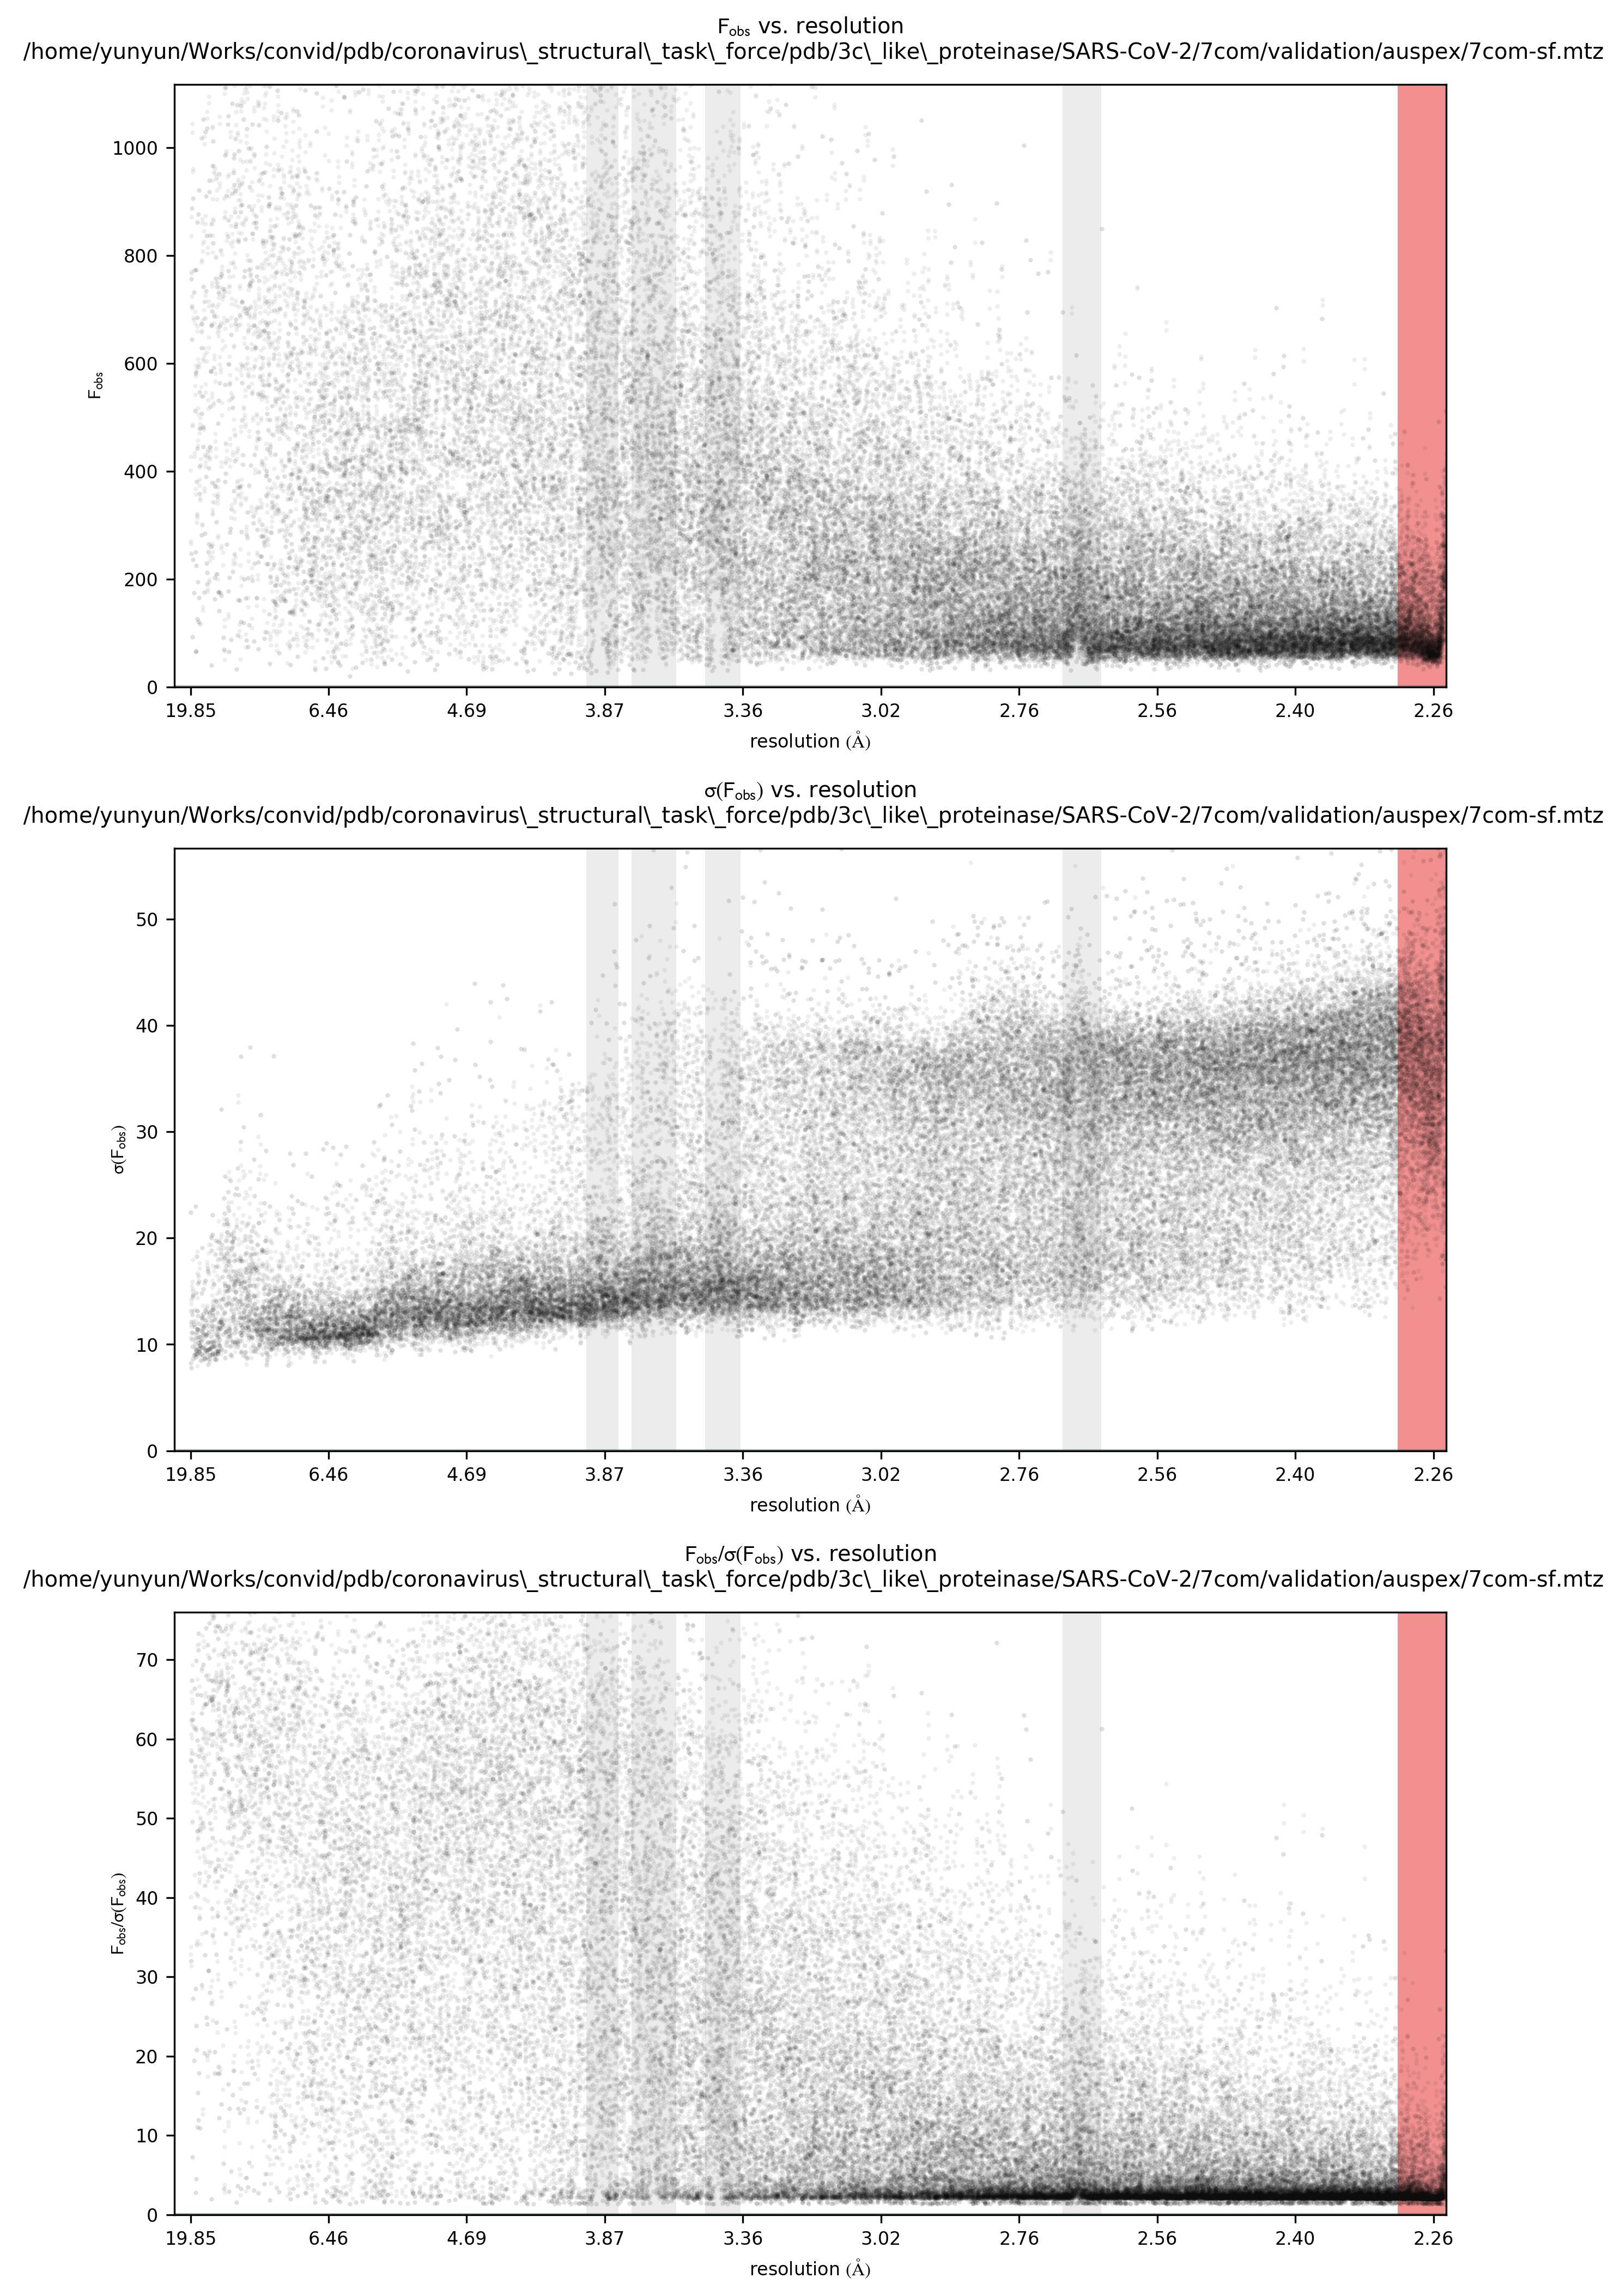 F_obs vs. resolution
/home/yunyun/Works/convid/pdb/coronavirus\_structural\_task\_force/pdb/3c\_like\_proteinase/SARS-CoV-2/7com/validation/auspex/7com-sf.mtz
1000
800
600
400
200
0
F_obs
19.85 6.46 4.69 3.87 3.36 3.02 2.76 2.56 2.40 2.26
resolution (Å)
σ(F_obs) vs. resolution
/home/yunyun/Works/convid/pdb/coronavirus\_structural\_task\_force/pdb/3c\_like\_proteinase/SARS-CoV-2/7com/validation/auspex/7com-sf.mtz
50
40
30
20
10
0
σ(F_obs)
19.85 6.46 4.69 3.87 3.36 3.02 2.76 2.56 2.40 2.26
resolution (Å)
F_obs/σ(F_obs) vs. resolution
/home/yunyun/Works/convid/pdb/coronavirus\_structural\_task\_force/pdb/3c\_like\_proteinase/SARS-CoV-2/7com/validation/auspex/7com-sf.mtz
70
60
50
40
30
20
10
0
F_obs/σ(F_obs)
19.85 6.46 4.69 3.87 3.36 3.02 2.76 2.56 2.40 2.26
resolution (Å)